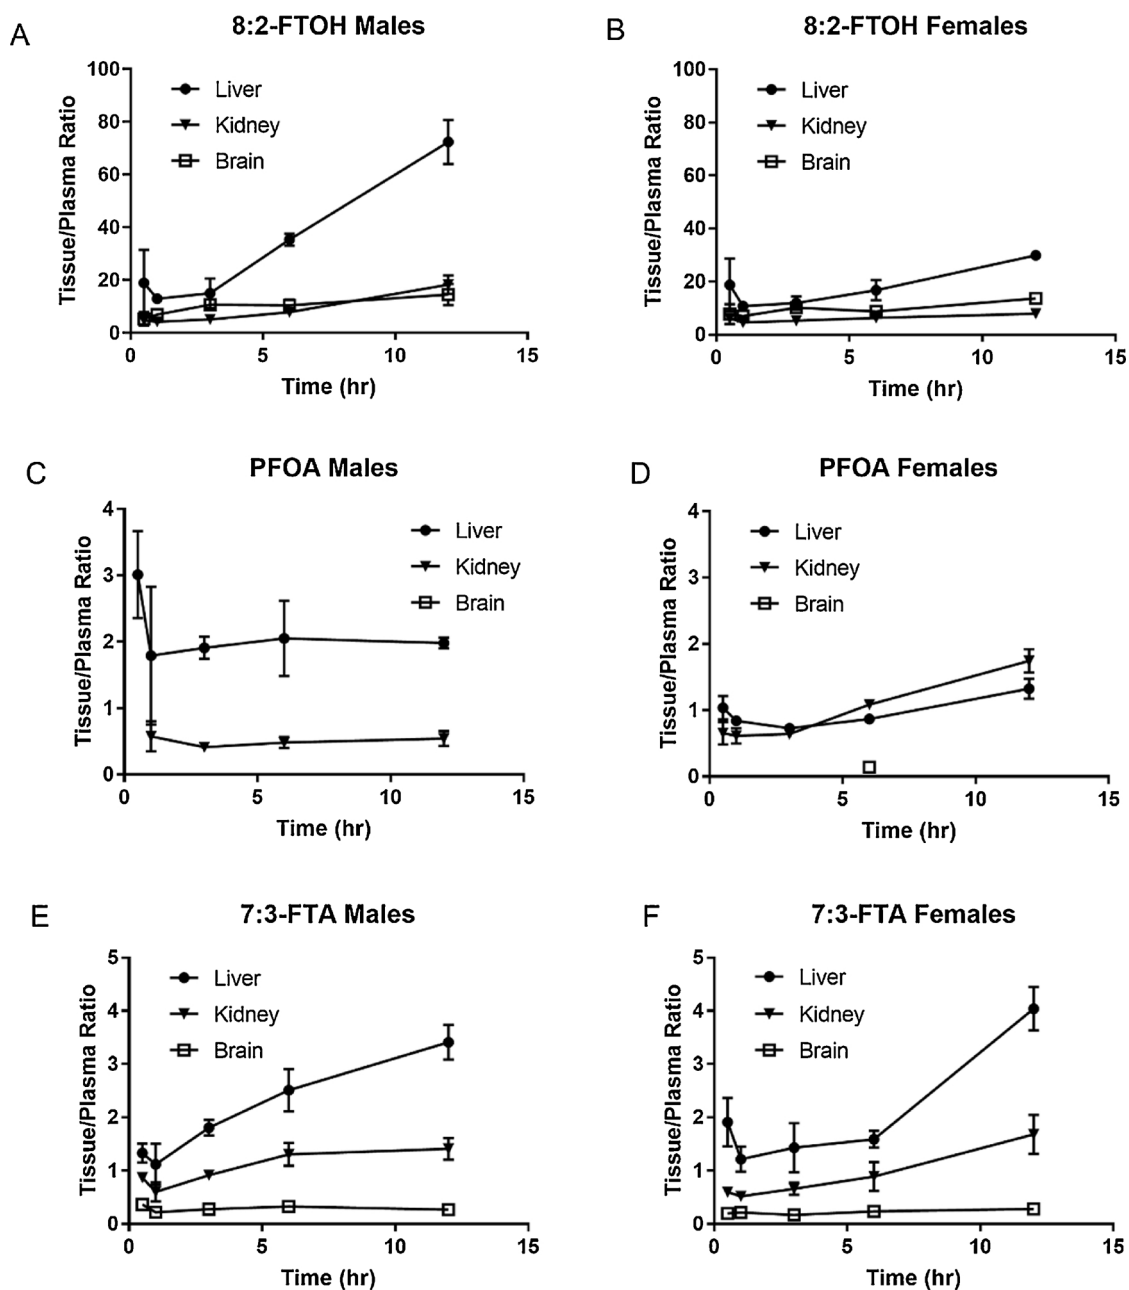 A
8:2-FTOH Males
Tissue/Plasma Ratio
100
80
60
40
20
0
Liver
Kidney
Brain
0 5 10 15
Time (hr)
B
8:2-FTOH Females
Tissue/Plasma Ratio
100
80
60
40
20
0
Liver
Kidney
Brain
0 5 10 15
Time (hr)
C
PFOA Males
Tissue/Plasma Ratio
4
3
2
1
0
Liver
Kidney
Brain
0 5 10 15
Time (hr)
D
PFOA Females
Tissue/Plasma Ratio
4
3
2
1
0
Liver
Kidney
Brain
0 5 10 15
Time (hr)
E
7:3-FTA Males
Tissue/Plasma Ratio
5
4
3
2
1
0
Liver
Kidney
Brain
0 5 10 15
Time (hr)
F
7:3-FTA Females
Tissue/Plasma Ratio
5
4
3
2
1
0
Liver
Kidney
Brain
0 5 10 15
Time (hr)